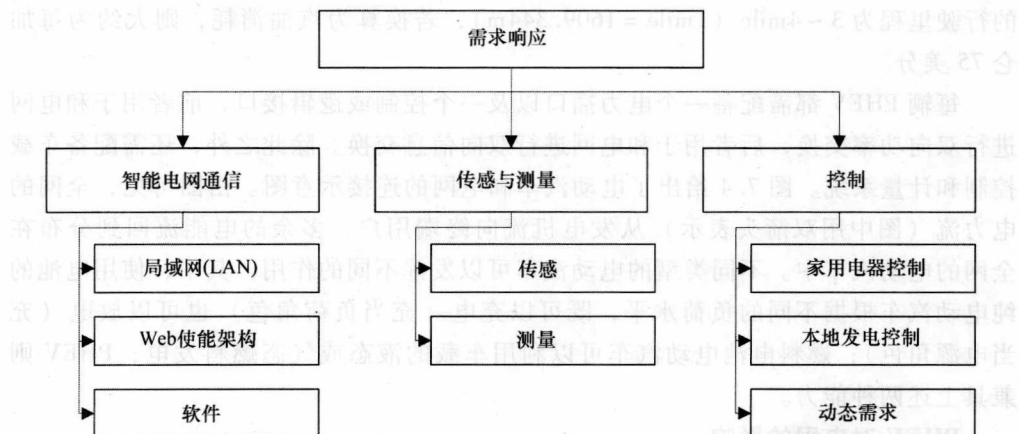 需求响应
智能电网通信
传感与测量
控制
局域网(LAN)
传感
家用电器控制
Web使能架构
测量
本地发电控制
软件
动态需求